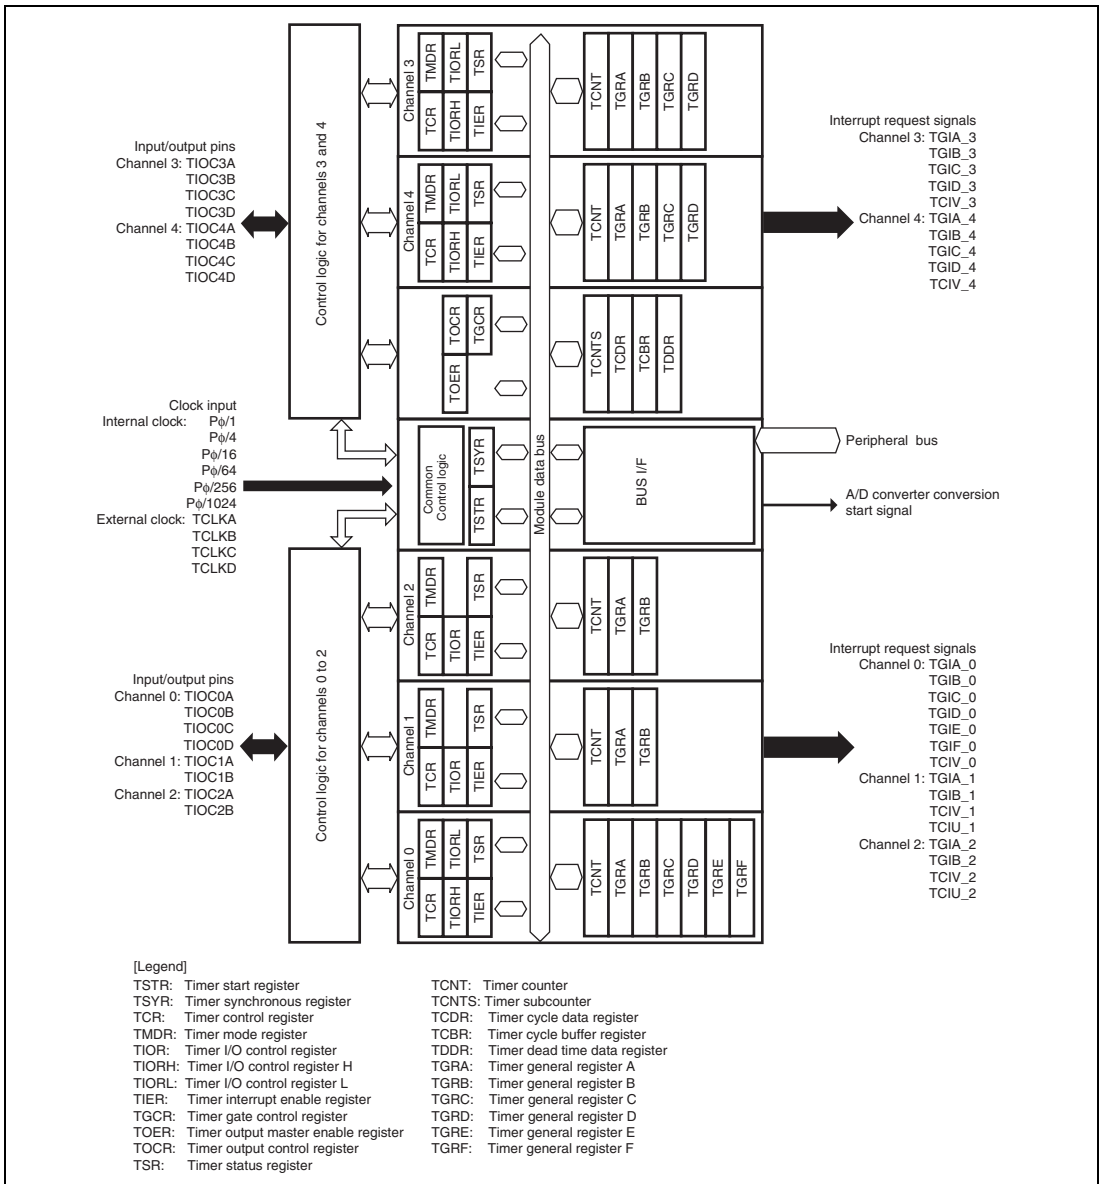 Input/output pins
Channel 3: TIOC3A
TIOC3B
TIOC3C
TIOC3D
Channel 4: TIOC4A
TIOC4B
TIOC4C
TIOC4D
Clock input
Internal clock: Pϕ/1
Pϕ/4
Pϕ/16
Pϕ/64
Pϕ/256
Pϕ/1024
External clock: TCLKA
TCLKB
TCLKC
TCLKD
Input/output pins
Channel 0: TIOC0A
TIOC0B
TIOC0C
TIOC0D
Channel 1: TIOC1A
TIOC1B
Channel 2: TIOC2A
TIOC2B
Control logic for channels 3 and 4
Control logic for channels 0 to 2
Channel 3
TMDR TIORL TSR
TCR TIORH TIER
TCNT TGRA TGRB TGRC TGRD
Channel 4
TMDR TIORL TSR
TCR TIORH TIER
TCNT TGRA TGRB TGRC TGRD
TOCR TGCR
TOER
TCNTS TCDR TCBR TDDR
Common
Control logic
TSYR
TSTR
Module data bus
BUS I/F
Channel 2
TMDR TSR
TCR TIOR TIER
TCNT TGRA TGRB
Channel 1
TMDR TSR
TCR TIOR TIER
TCNT TGRA TGRB
Channel 0
TMDR TIORL TSR
TCR TIORH TIER
TCNT TGRA TGRB TGRC TGRD TGRE TGRF
Interrupt request signals
Channel 3: TGIA_3
TGIB_3
TGIC_3
TGID_3
TCIV_3
Channel 4: TGIA_4
TGIB_4
TGIC_4
TGID_4
TCIV_4
Peripheral bus
A/D converter conversion
start signal
Interrupt request signals
Channel 0: TGIA_0
TGIB_0
TGIC_0
TGID_0
TGIE_0
TGIF_0
TCIV_0
Channel 1: TGIA_1
TGIB_1
TCIV_1
TCIU_1
Channel 2: TGIA_2
TGIB_2
TCIV_2
TCIU_2
[Legend]
TSTR: Timer start register
TSYR: Timer synchronous register
TCR: Timer control register
TMDR: Timer mode register
TIOR: Timer I/O control register
TIORH: Timer I/O control register H
TIORL: Timer I/O control register L
TIER: Timer interrupt enable register
TGCR: Timer gate control register
TOER: Timer output master enable register
TOCR: Timer output control register
TSR: Timer status register
TCNT: Timer counter
TCNTS: Timer subcounter
TCDR: Timer cycle data register
TCBR: Timer cycle buffer register
TDDR: Timer dead time data register
TGRA: Timer general register A
TGRB: Timer general register B
TGRC: Timer general register C
TGRD: Timer general register D
TGRE: Timer general register E
TGRF: Timer general register F